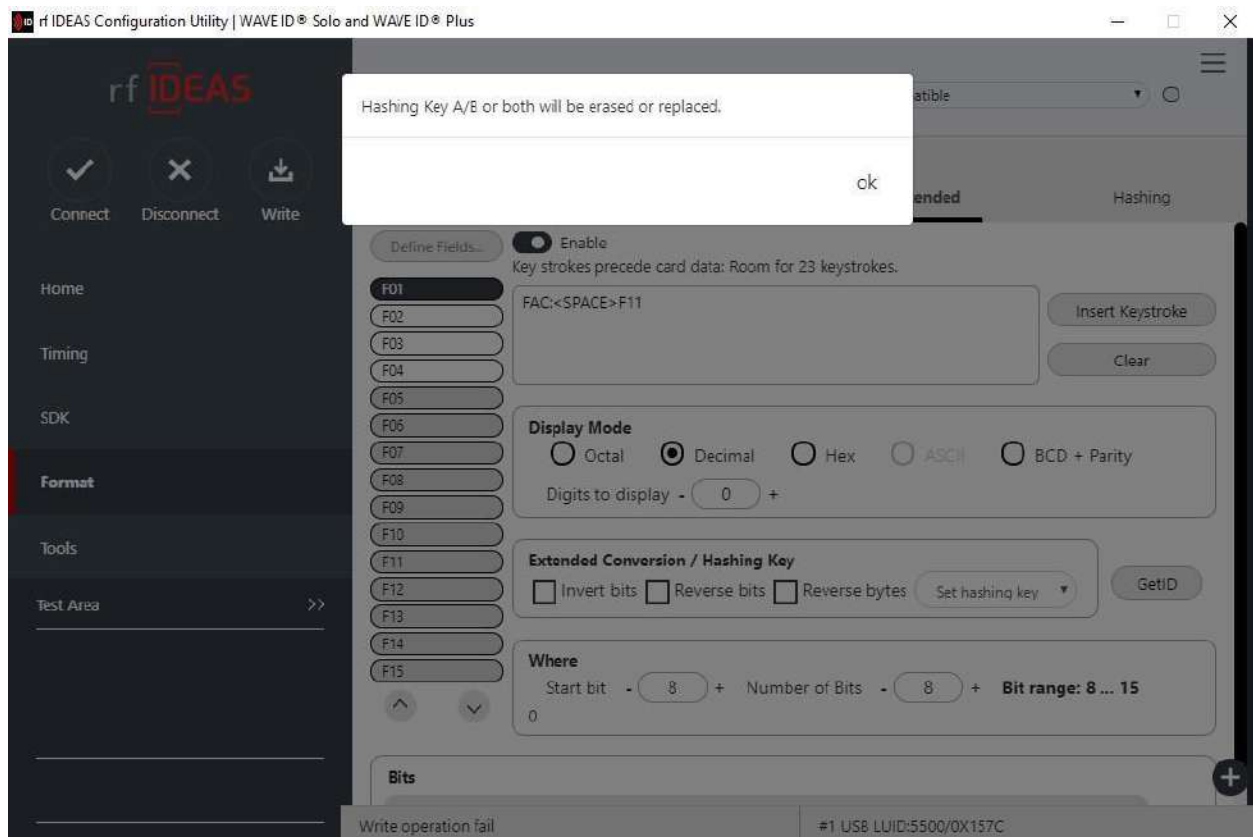 rf IDEAS Configuration Utility | WAVE ID® Solo and WAVE ID® Plus
rf IDEAS
Connect
Disconnect
Write
Home
Timing
SDK
Format
Tools
Test Area >>
Hashing Key A/B or both will be erased or replaced.
ok
atible
ended
Hashing
Define Fields...
Enable
Key strokes precede card data: Room for 23 keystrokes.
F01
F02
F03
F04
F05
F06
F07
F08
F09
F10
F11
F12
F13
F14
F15
FAC:<SPACE>F11
Insert Keystroke
Clear
Display Mode
Octal Decimal Hex ASCII BCD + Parity
Digits to display - 0 +
Extended Conversion / Hashing Key
Invert bits Reverse bits Reverse bytes Set hashing key
GetID
Where
Start bit - 8 + Number of Bits - 8 + Bit range: 8 ... 15
0
Bits
Write operation fail
#1 USB LUID:5500/0X157C